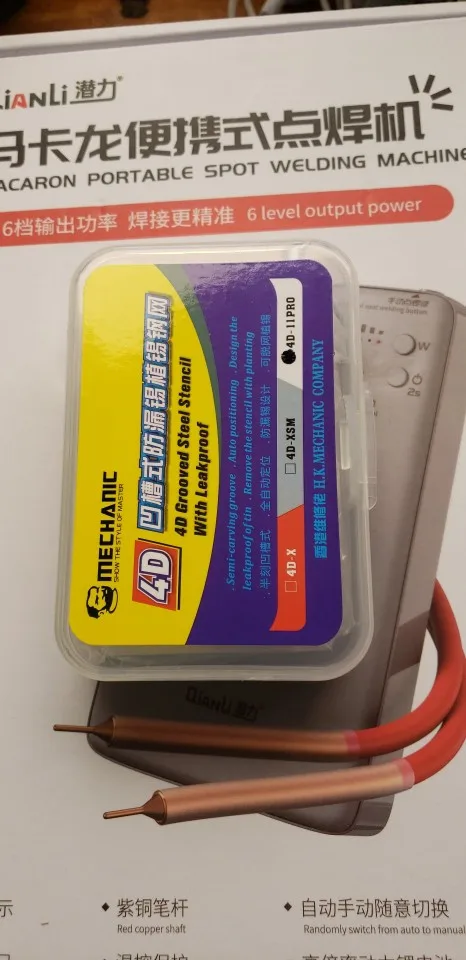 QIANLI 潜力®
马卡龙便携式点焊机
MACARON PORTABLE SPOT WELDING MACHINE
6档输出功率 焊接更精准 6 level output power
W
2s
MECHANIC
SHOW THE STYLE OF MASTER
4D
凹槽式防漏锡植锡钢网
4D Grooved Steel Stencil
With Leakproof
. Semi-carving groove . Auto positioning . Design the
leakproof of tin . Remove the stencil with planting
. 半刻凹槽式 . 全自动定位 . 防漏锡设计 . 可脱网植锡
4D-X 4D-XSM 4D-11PRO
香港维修佬 H.K.MECHANIC COMPANY
QIANLI 潜力
紫铜笔杆
Red copper shaft
自动手动随意切换
Randomly switch from auto to manual